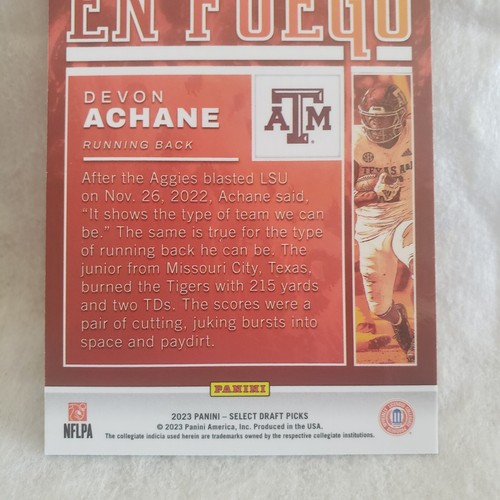 EN FUEGO
DEVON
ACHANE
RUNNING BACK
ATM
After the Aggies blasted LSU
on Nov. 26, 2022, Achane said,
"It shows the type of team we can
be." The same is true for the type
of running back he can be. The
junior from Missouri City, Texas,
burned the Tigers with 215 yards
and two TDs. The scores were a
pair of cutting, juking bursts into
space and paydirt.
PANINI
NFLPA
2023 PANINI – SELECT DRAFT PICKS
© 2023 Panini America, Inc. Produced in the USA.
The collegiate indicia used herein are trademarks owned by the respective collegiate institutions.